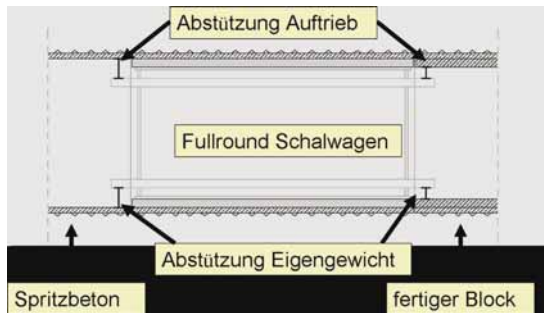 Abstützung Auftrieb
Fullround Schalwagen
Abstützung Eigengewicht
Spritzbeton
fertiger Block